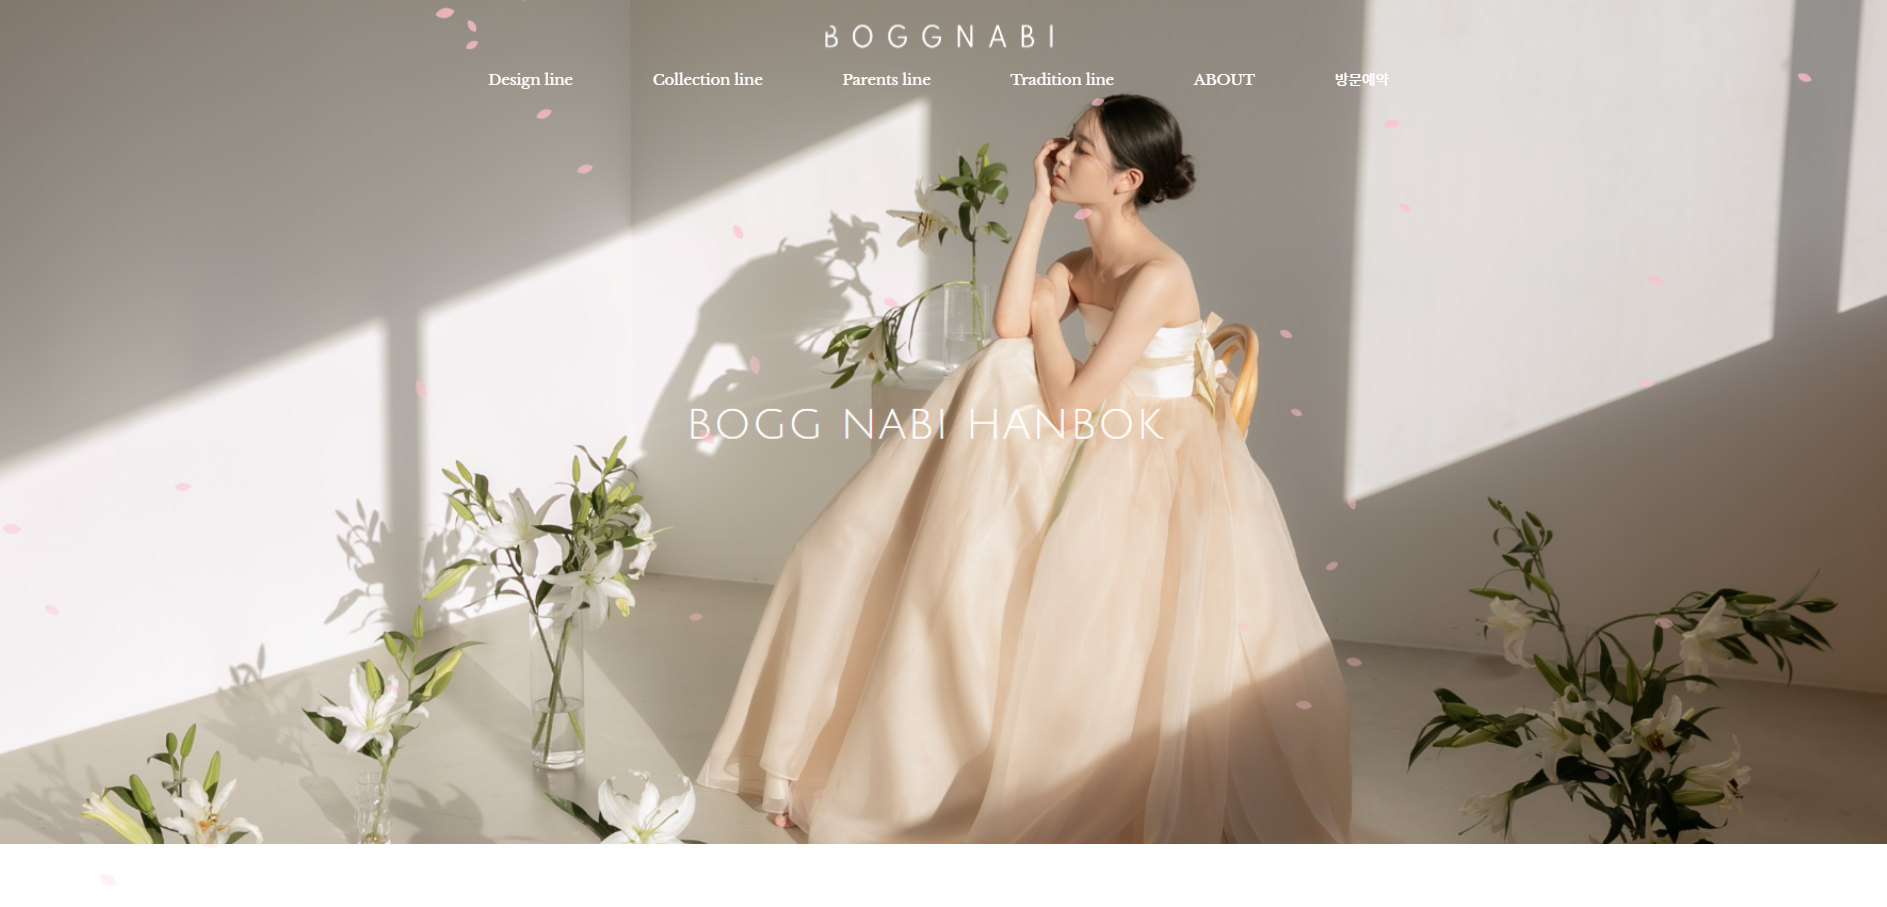 BOGGNABI
Design line Collection line Parents line Tradition line ABOUT 방문예약
BOGG NABI HANBOK